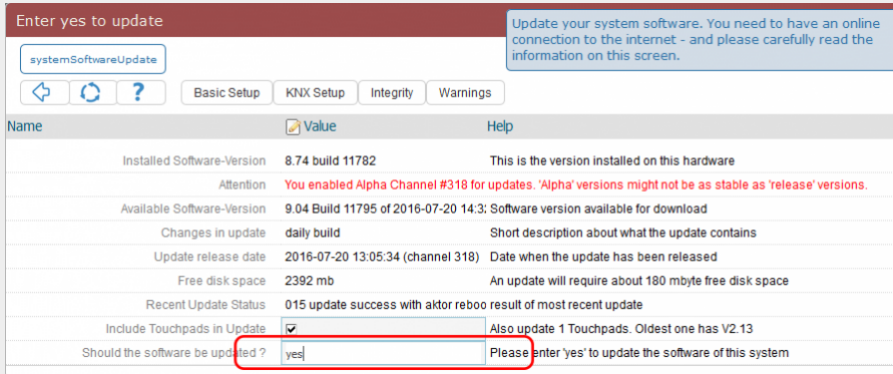 Enter yes to update
Update your system software. You need to have an online
connection to the internet - and please carefully read the
information on this screen.
systemSoftwareUpdate
? Basic Setup KNX Setup Integrity Warnings
Name Value Help
Installed Software-Version 8.74 build 11782 This is the version installed on this hardware
Attention You enabled Alpha Channel #318 for updates. 'Alpha' versions might not be as stable as 'release' versions.
Available Software-Version 9.04 Build 11795 of 2016-07-20 14:3 Software version available for download
Changes in update daily build Short description about what the update contains
Update release date 2016-07-20 13:05:34 (channel 318) Date when the update has been released
Free disk space 2392 mb An update will require about 180 mbyte free disk space
Recent Update Status 015 update success with aktor reboo result of most recent update
Include Touchpads in Update Also update 1 Touchpads. Oldest one has V2.13
Should the software be updated ? yes Please enter 'yes' to update the software of this system